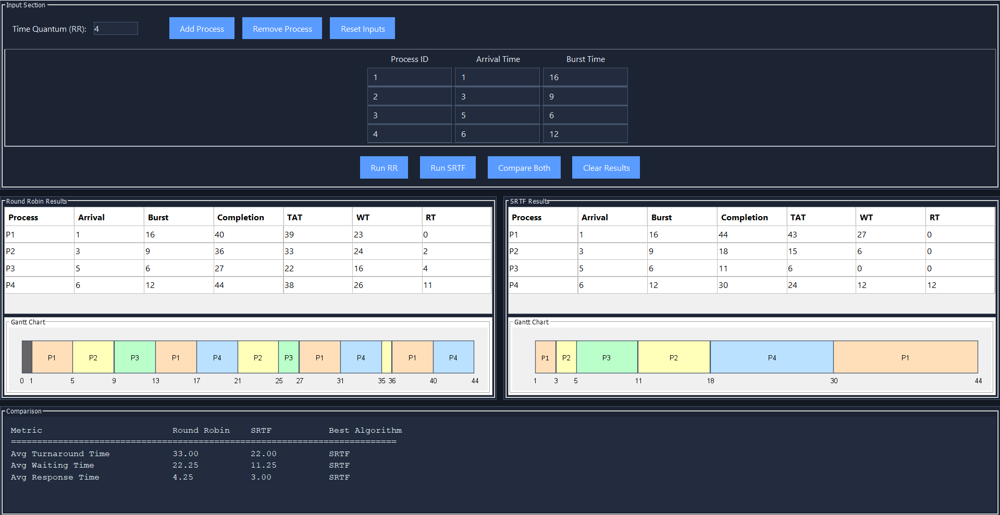 Input Section
Time Quantum (RR): 4 Add Process Remove Process Reset Inputs
Process ID Arrival Time Burst Time
1 1 16
2 3 9
3 5 6
4 6 12
Run RR Run SRTF Compare Both Clear Results
Round Robin Results
Process Arrival Burst Completion TAT WT RT
P1 1 16 40 39 23 0
P2 3 9 36 33 24 2
P3 5 6 27 22 16 4
P4 6 12 44 38 26 11
Gantt Chart
P1 P2 P3 P1 P4 P2 P3 P1 P4 P1 P4
0 1 5 9 13 17 21 25 27 31 35 36 40 44
SRTF Results
Process Arrival Burst Completion TAT WT RT
P1 1 16 44 43 27 0
P2 3 9 18 15 6 0
P3 5 6 11 6 0 0
P4 6 12 30 24 12 12
Gantt Chart
P1 P2 P3 P2 P4 P1
1 3 5 11 18 30 44
Comparison
Metric Round Robin SRTF Best Algorithm
==========================================================================
Avg Turnaround Time 33.00 22.00 SRTF
Avg Waiting Time 22.25 11.25 SRTF
Avg Response Time 4.25 3.00 SRTF